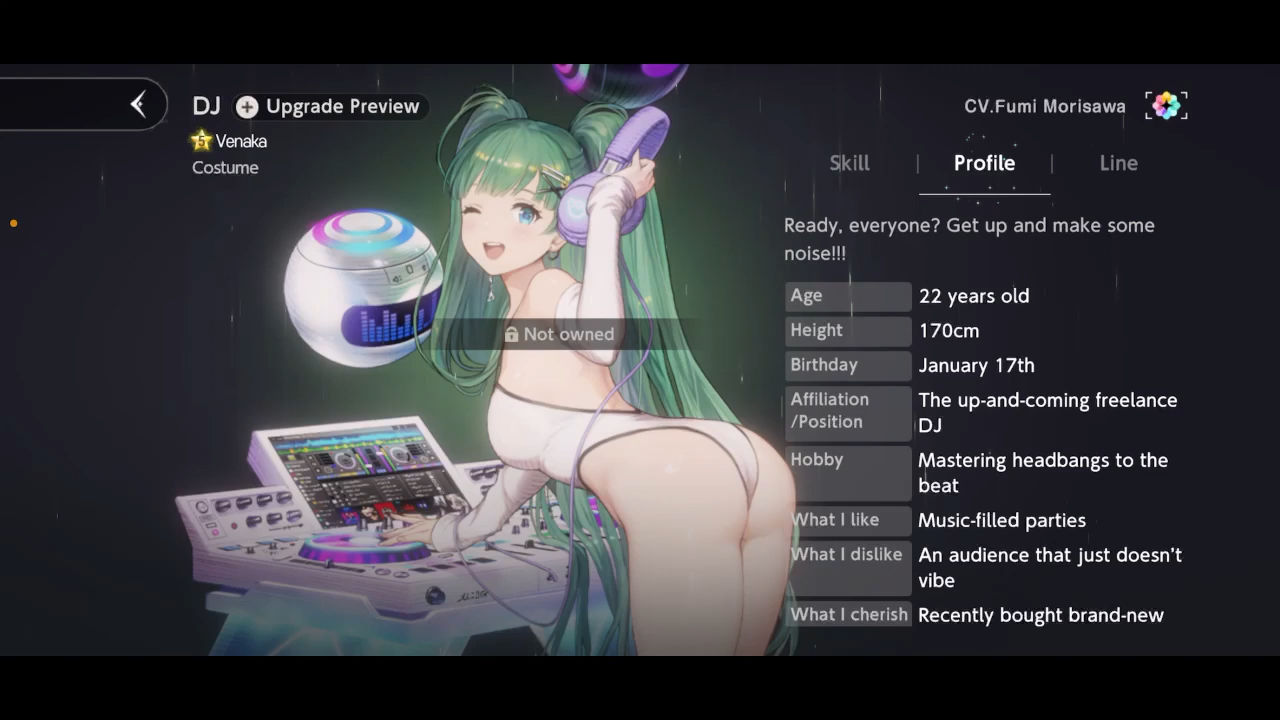 DJ
Upgrade Preview
5
Venaka
Costume
Not owned
CV.Fumi Morisawa
Skill | Profile | Line
Ready, everyone? Get up and make some
noise!!!
Age 22 years old
Height 170cm
Birthday January 17th
Affiliation The up-and-coming freelance
/Position DJ
Hobby Mastering headbangs to the
beat
What I like Music-filled parties
What I dislike An audience that just doesn't
vibe
What I cherish Recently bought brand-new